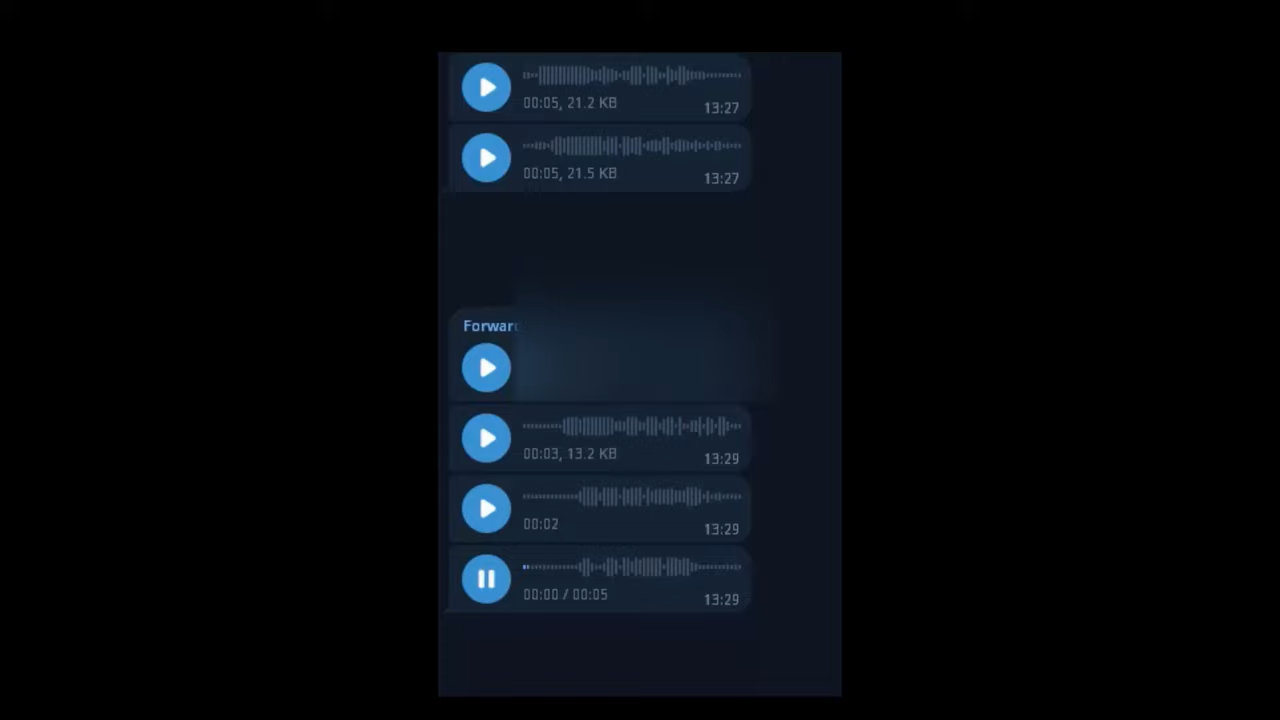 00:05, 21.2 KB
13:27
00:05, 21.5 KB
13:27
Forward
00:03, 13.2 KB
13:29
00:02
13:29
00:00 / 00:05
13:29